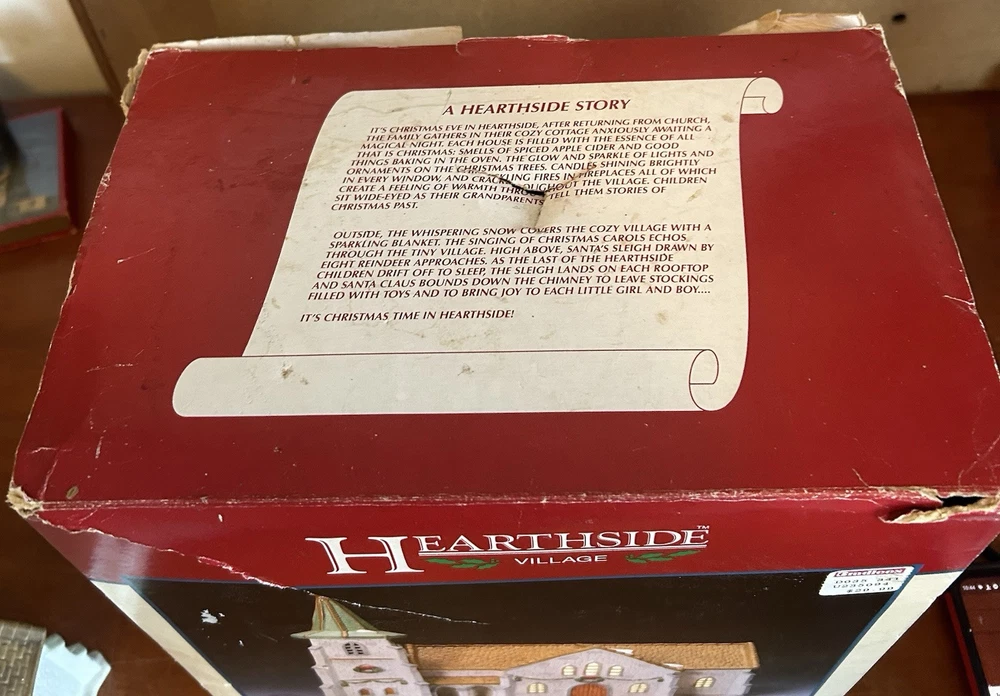 A HEARTHSIDE STORY
IT'S CHRISTMAS EVE IN HEARTHSIDE, AFTER RETURNING FROM CHURCH,
THE FAMILY GATHERS IN THEIR COZY COTTAGE ANXIOUSLY AWAITING A
MAGICAL NIGHT. EACH HOUSE IS FILLED WITH THE ESSENCE OF ALL
THAT IS CHRISTMAS: SMELLS OF SPICED APPLE CIDER AND GOOD
THINGS BAKING IN THE OVEN. THE GLOW AND SPARKLE OF LIGHTS AND
ORNAMENTS ON THE CHRISTMAS TREES. CANDLES SHINING BRIGHTLY
IN EVERY WINDOW, AND CRACKLING FIRES IN FIREPLACES ALL OF WHICH
CREATE A FEELING OF WARMTH THROUGHOUT THE VILLAGE. CHILDREN
SIT WIDE-EYED AS THEIR GRANDPARENTS TELL THEM STORIES OF
CHRISTMAS PAST.
OUTSIDE, THE WHISPERING SNOW COVERS THE COZY VILLAGE WITH A
SPARKLING BLANKET. THE SINGING OF CHRISTMAS CAROLS ECHOS
THROUGH THE TINY VILLAGE. HIGH ABOVE, SANTA'S SLEIGH DRAWN BY
EIGHT REINDEER APPROACHES. AS THE LAST OF THE HEARTHSIDE
CHILDREN DRIFT OFF TO SLEEP, THE SLEIGH LANDS ON EACH ROOFTOP
AND SANTA CLAUS BOUNDS DOWN THE CHIMNEY TO LEAVE STOCKINGS
FILLED WITH TOYS AND TO BRING JOY TO EACH LITTLE GIRL AND BOY....
IT'S CHRISTMAS TIME IN HEARTHSIDE!
HEARTHSIDE™
VILLAGE